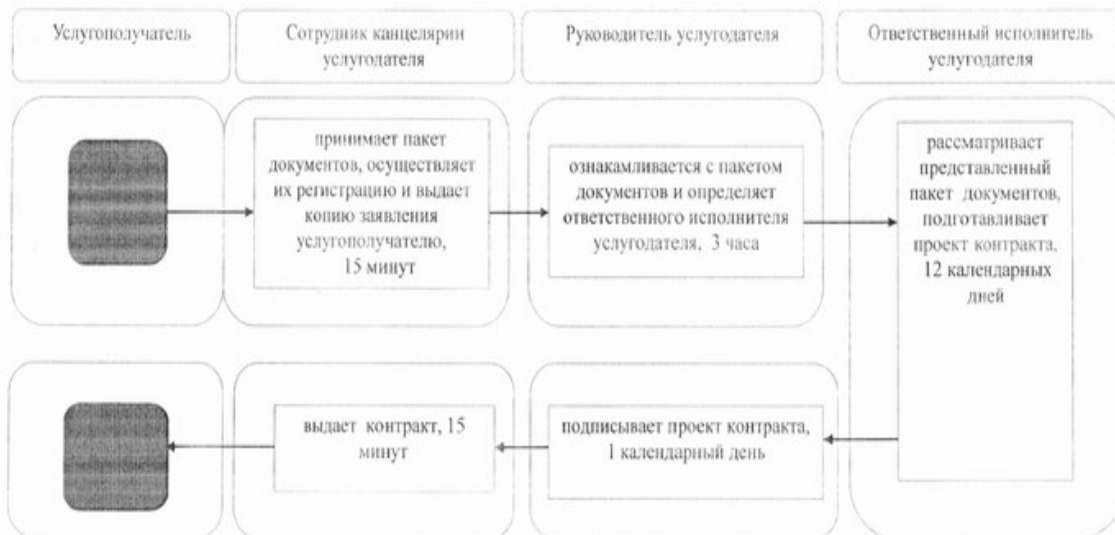 Услугополучатель
Сотрудник канцелярии
услугодателя
Руководитель услугодателя
Ответственный исполнитель
услугодателя
принимает пакет
документов, осуществляет
их регистрацию и выдает
копию заявления
услугополучателю,
15 минут
ознакамливается с пакетом
документов и определяет
ответственного исполнителя
услугодателя, 3 часа
рассматривает
представленный
пакет документов,
подготавливает
проект контракта,
12 календарных
дней
подписывает проект контракта,
1 календарный день
выдает контракт, 15
минут